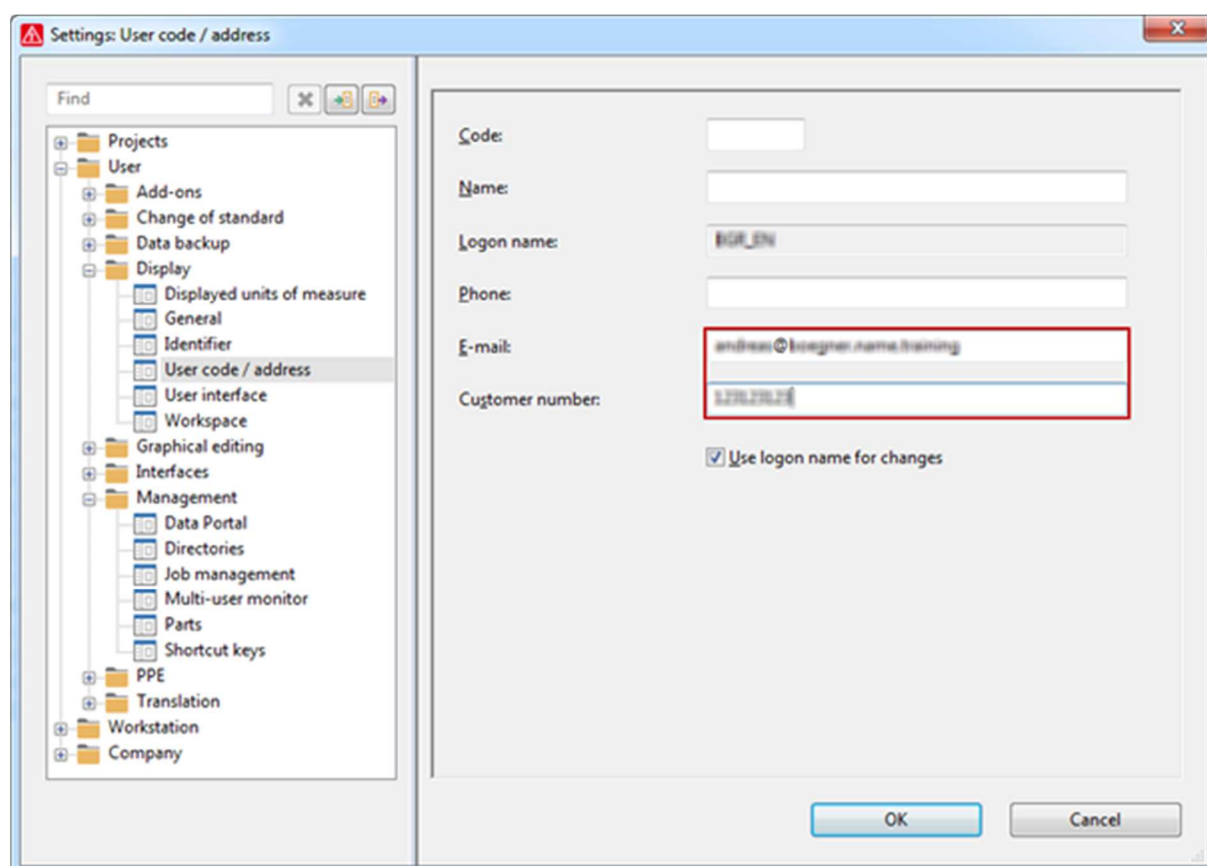 Settings: User code / address
Find
Projects
User
Add-ons
Change of standard
Data backup
Display
Displayed units of measure
General
Identifier
User code / address
User interface
Workspace
Graphical editing
Interfaces
Management
Data Portal
Directories
Job management
Multi-user monitor
Parts
Shortcut keys
PPE
Translation
Workstation
Company
Code:
Name:
Logon name:
Phone:
E-mail:
Customer number:
Use logon name for changes
OK
Cancel